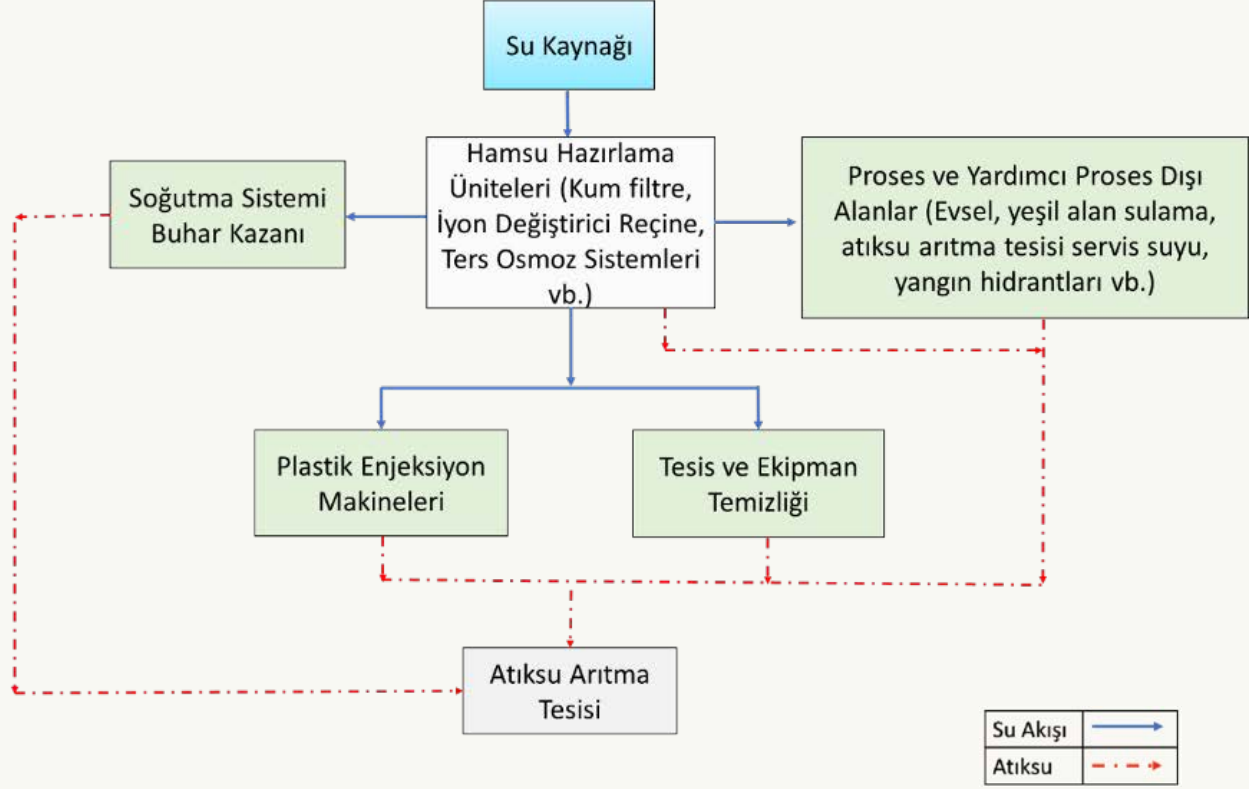 Su Kaynağı
Hamsu Hazırlama
Üniteleri (Kum filtre,
İyon Değiştirici Reçine,
Ters Osmoz Sistemleri
vb.)
Soğutma Sistemi
Buhar Kazanı
Proses ve Yardımcı Proses Dışı
Alanlar (Evsel, yeşil alan sulama,
atıksu arıtma tesisi servis suyu,
yangın hidrantları vb.)
Plastik Enjeksiyon
Makineleri
Tesis ve Ekipman
Temizliği
Atıksu Arıtma
Tesisi
Su Akışı
Atıksu